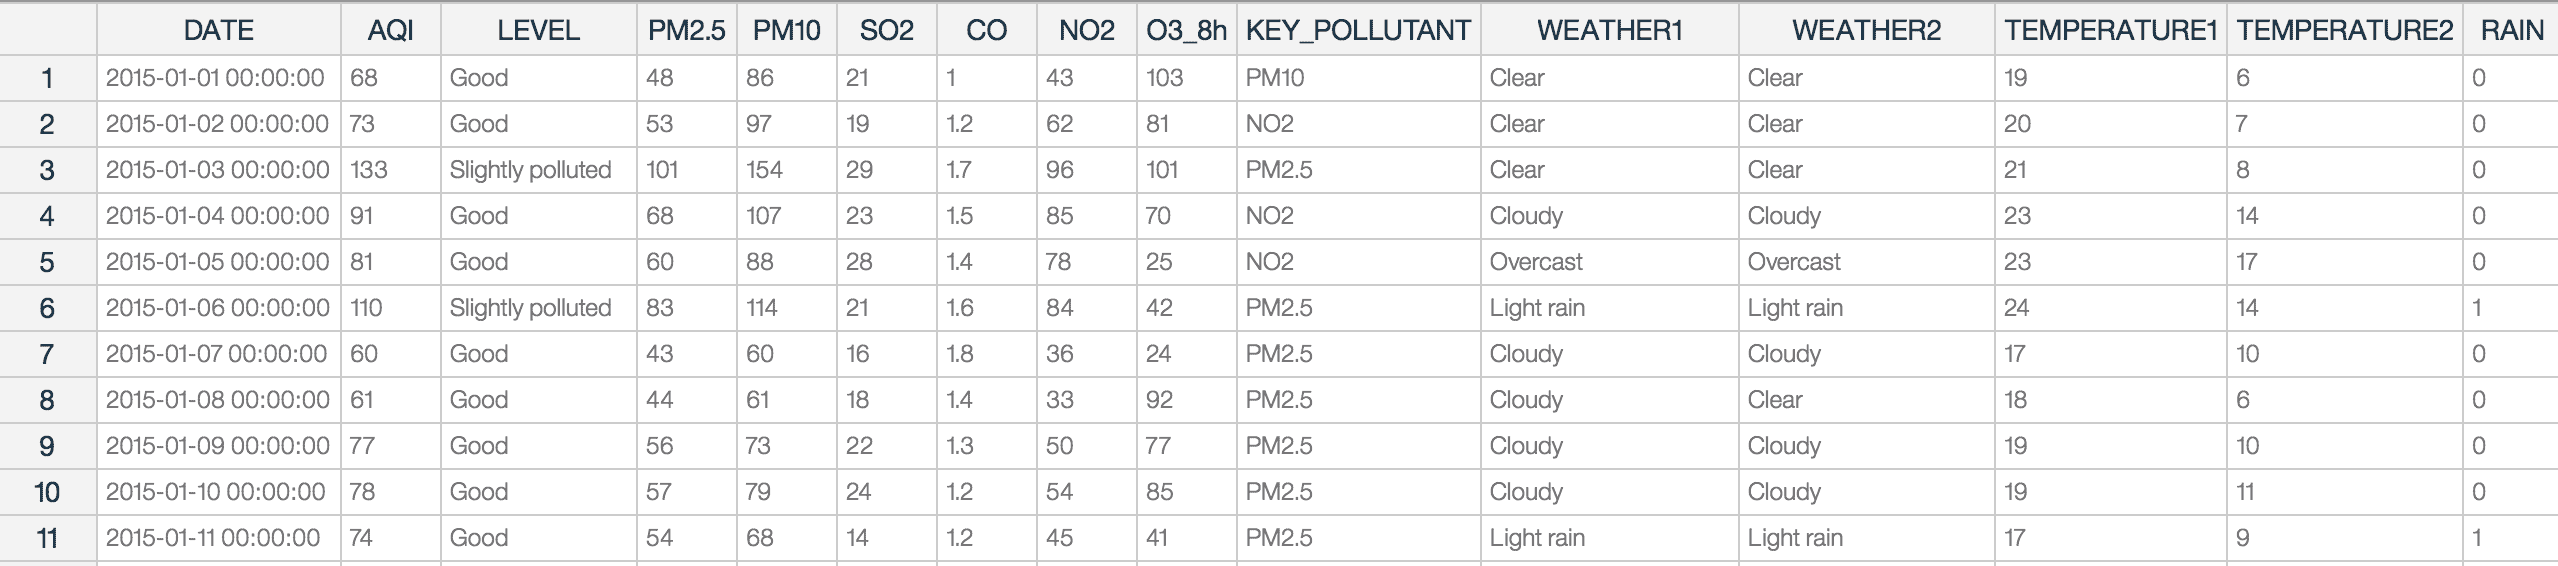 DATE AQI LEVEL PM2.5 PM10 SO2 CO NO2 O3_8h KEY_POLLUTANT WEATHER1 WEATHER2 TEMPERATURE1 TEMPERATURE2 RAIN
1 2015-01-01 00:00:00 68 Good 48 86 21 1 43 103 PM10 Clear Clear 19 6 0
2 2015-01-02 00:00:00 73 Good 53 97 19 1.2 62 81 NO2 Clear Clear 20 7 0
3 2015-01-03 00:00:00 133 Slightly polluted 101 154 29 1.7 96 101 PM2.5 Clear Clear 21 8 0
4 2015-01-04 00:00:00 91 Good 68 107 23 1.5 85 70 NO2 Cloudy Cloudy 23 14 0
5 2015-01-05 00:00:00 81 Good 60 88 28 1.4 78 25 NO2 Overcast Overcast 23 17 0
6 2015-01-06 00:00:00 110 Slightly polluted 83 114 21 1.6 84 42 PM2.5 Light rain Light rain 24 14 1
7 2015-01-07 00:00:00 60 Good 43 60 16 1.8 36 24 PM2.5 Cloudy Cloudy 17 10 0
8 2015-01-08 00:00:00 61 Good 44 61 18 1.4 33 92 PM2.5 Cloudy Clear 18 6 0
9 2015-01-09 00:00:00 77 Good 56 73 22 1.3 50 77 PM2.5 Cloudy Cloudy 19 10 0
10 2015-01-10 00:00:00 78 Good 57 79 24 1.2 54 85 PM2.5 Cloudy Cloudy 19 11 0
11 2015-01-11 00:00:00 74 Good 54 68 14 1.2 45 41 PM2.5 Light rain Light rain 17 9 1